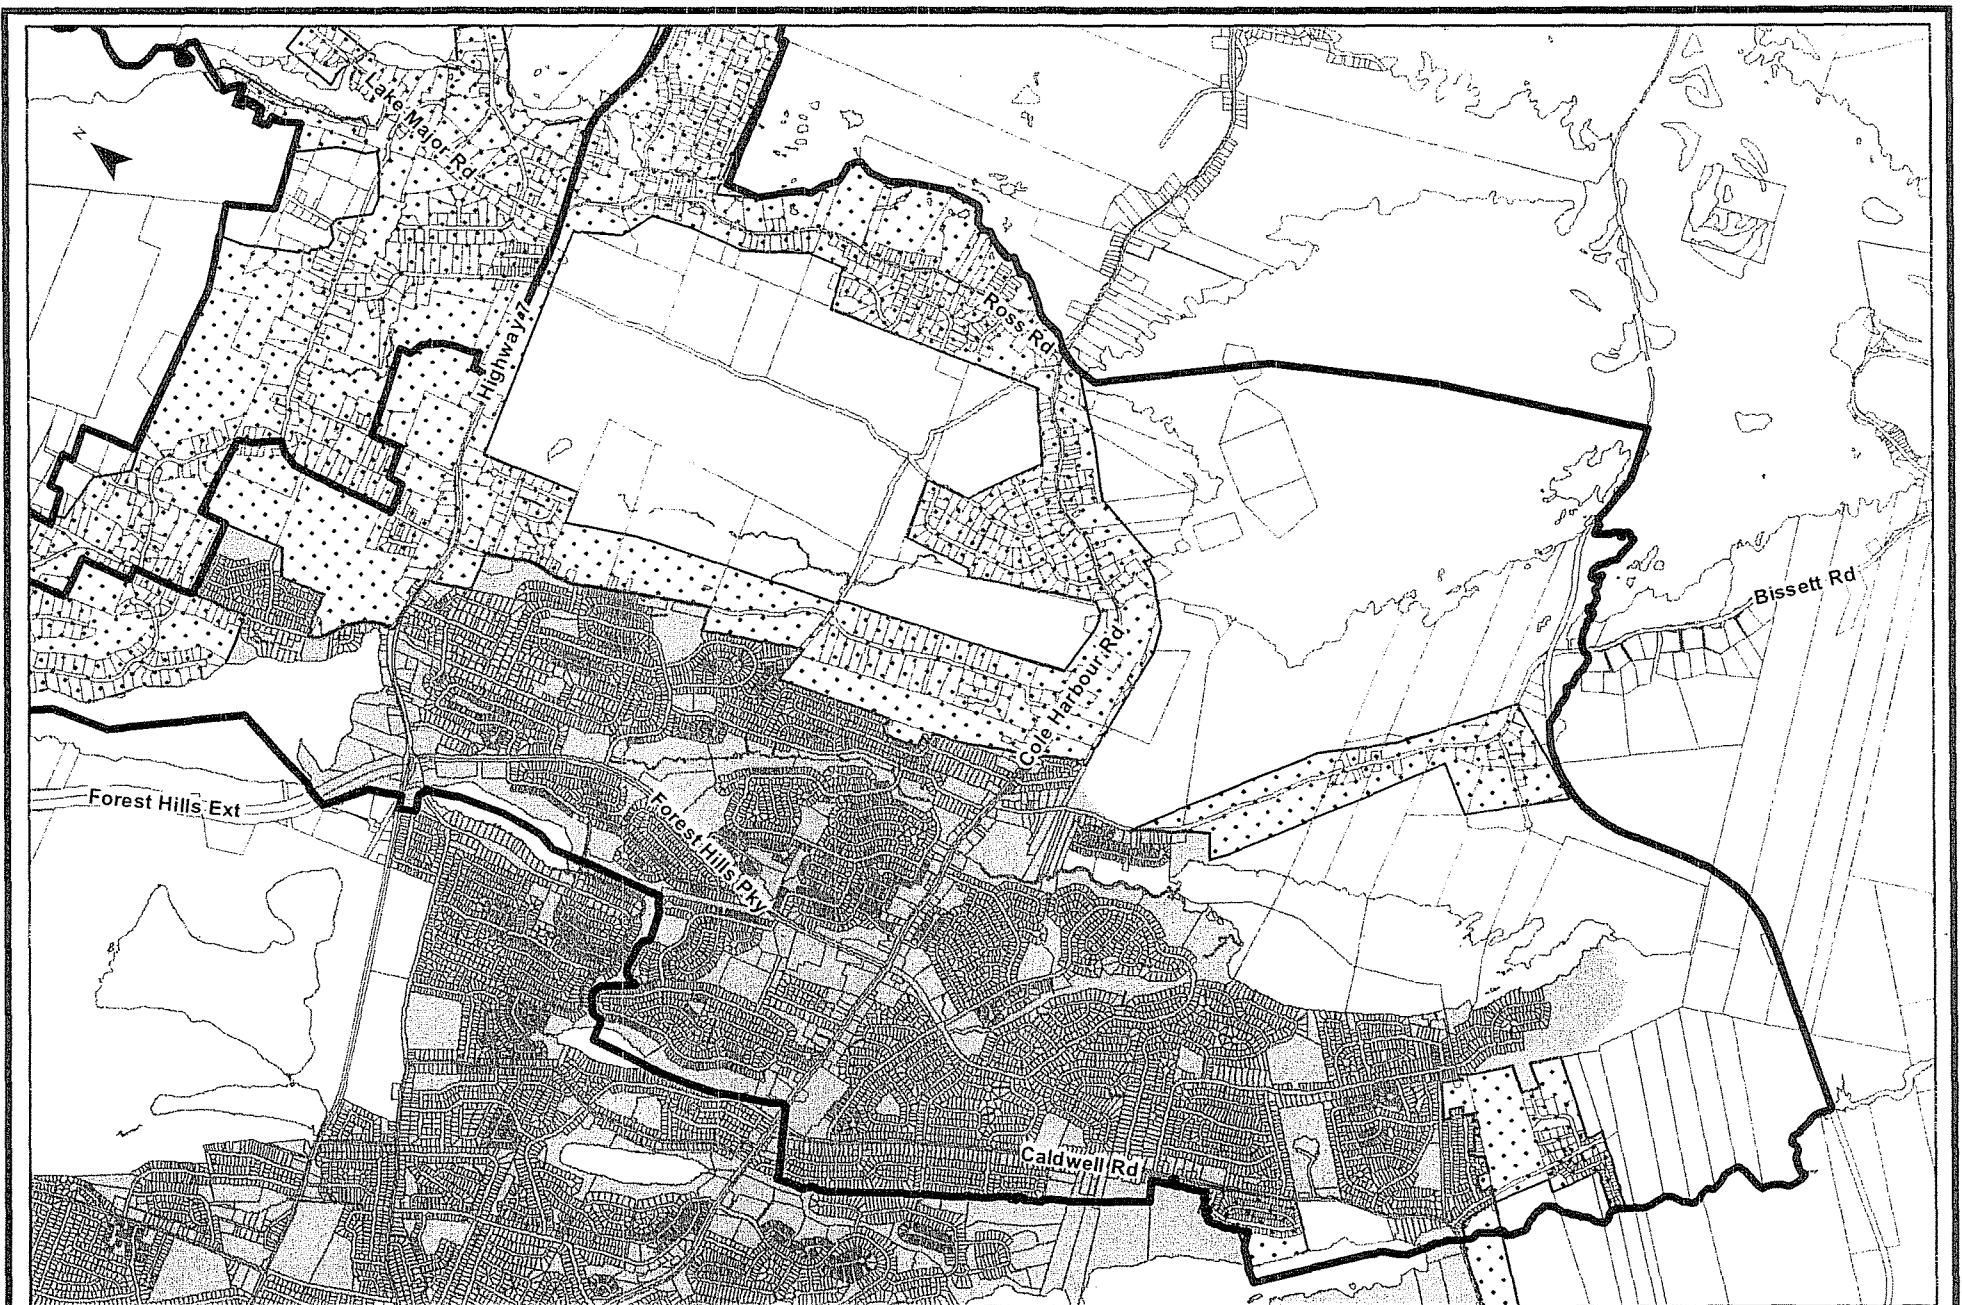 Lake Major Rd
N
Highway 7
Ross Rd
Bissett Rd
Cole Harbour Rd
Forest Hills Ext
Forest Hills Pky
Caldwell Rd